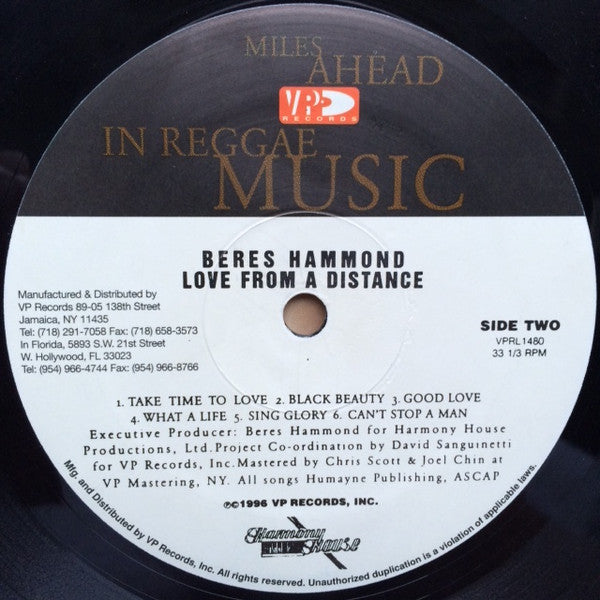 MILES
AHEAD
VP
RECORDS
IN REGGAE
MUSIC
BERES HAMMOND
LOVE FROM A DISTANCE
Manufactured & Distributed by
VP Records 89-05 138th Street
Jamaica, NY 11435
Tel: (718) 291-7058 Fax: (718) 658-3573
In Florida, 5893 S.W. 21st Street
W. Hollywood, FL 33023
Tel: (954) 966-4744 Fax: (954) 966-8766
SIDE TWO
VPRL1480
33 1/3 RPM
1. TAKE TIME TO LOVE 2. BLACK BEAUTY 3. GOOD LOVE
4. WHAT A LIFE 5. SING GLORY 6. CAN'T STOP A MAN
Executive Producer: Beres Hammond for Harmony House
Productions, Ltd.Project Co-ordination by David Sanguinetti
for VP Records, Inc.Mastered by Chris Scott & Joel Chin at
VP Mastering, NY. All songs Humayne Publishing, ASCAP
℗©1996 VP RECORDS, INC.
Harmony House
Mfg. and Distributed by VP Records, Inc. All rights reserved. Unauthorized duplication is a violation of applicable laws.